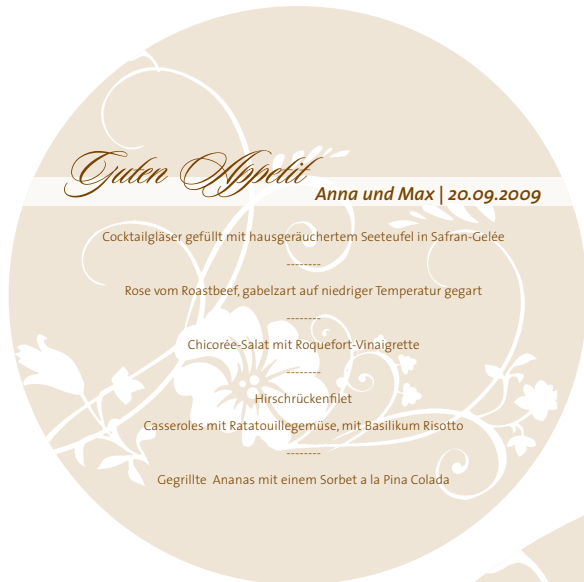 Guten Appetit
Anna und Max | 20.09.2009
Cocktailgläser gefüllt mit hausgeräuchertem Seeteufel in Safran-Gelée
--------
Rose vom Roastbeef, gabelzart auf niedriger Temperatur gegart
--------
Chicorée-Salat mit Roquefort-Vinaigrette
--------
Hirschrückenfilet
Casseroles mit Ratatouillegemüse, mit Basilikum Risotto
--------
Gegrillte Ananas mit einem Sorbet a la Pina Colada